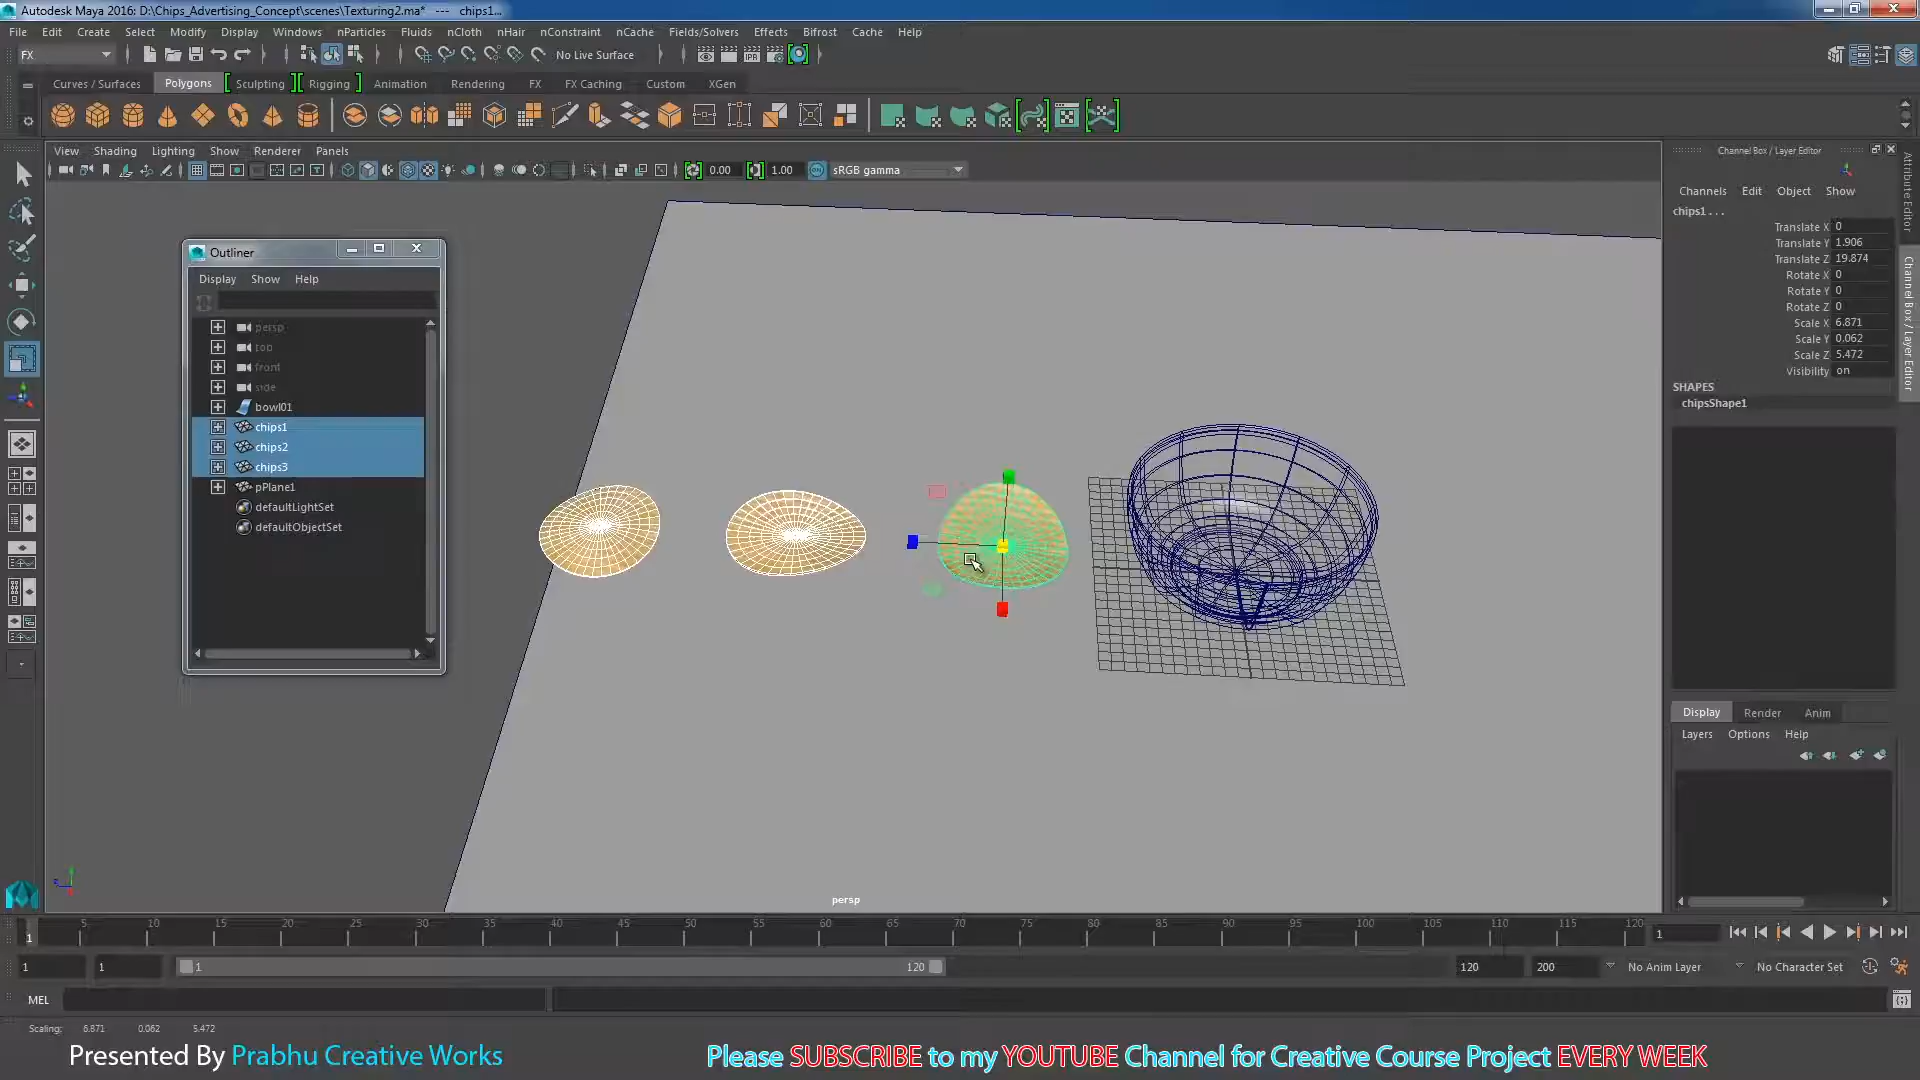 Autodesk Maya 2016: D:\Chips_Advertising_Concept\scenes\Texturing2.ma* --- chips1...
File Edit Create Select Modify Display Windows nParticles Fluids nCloth nHair nConstraint nCache Fields/Solvers Effects Bifrost Cache Help
FX No Live Surface
Curves / Surfaces Polygons Sculpting Rigging Animation Rendering FX FX Caching Custom XGen
View Shading Lighting Show Renderer Panels
0.00 1.00 sRGB gamma
Outliner
Display Show Help
persp
top
front
side
bowl01
chips1
chips2
chips3
pPlane1
defaultLightSet
defaultObjectSet
persp
Channel Box / Layer Editor
Channels Edit Object Show
chips1 . . .
Translate X 0
Translate Y 1.906
Translate Z 19.874
Rotate X 0
Rotate Y 0
Rotate Z 0
Scale X 6.871
Scale Y 0.062
Scale Z 5.472
Visibility on
SHAPES
chipsShape1
Display Render Anim
Layers Options Help
Attribute Editor
Channel Box / Layer Editor
1 5 10 15 20 25 30 35 40 45 50 55 60 65 70 75 80 85 90 95 100 105 110 115 120 1
1 1 1 120 120 200 No Anim Layer No Character Set
MEL
Scaling: 6.871 0.062 5.472
Presented By Prabhu Creative Works
Please SUBSCRIBE to my YOUTUBE Channel for Creative Course Project EVERY WEEK